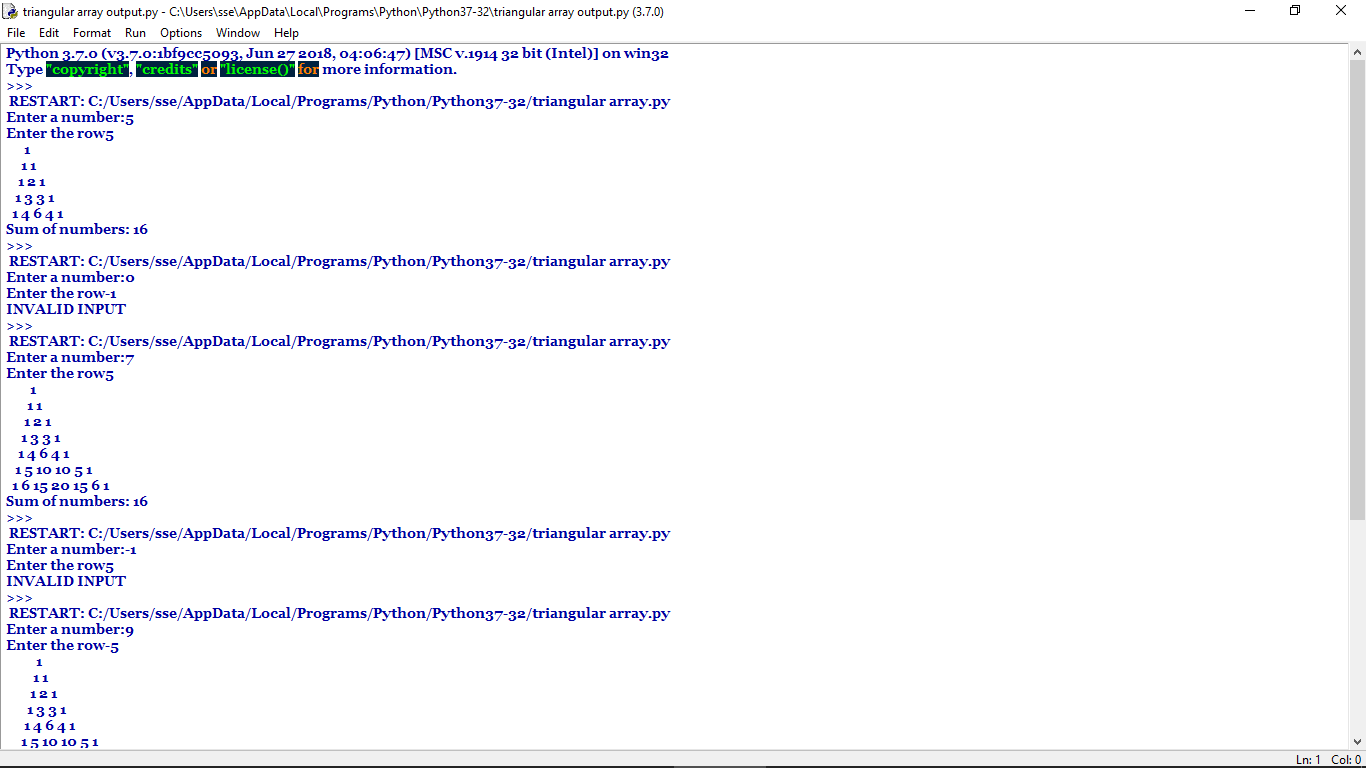 triangular array output.py - C:\Users\sse\AppData\Local\Programs\Python\Python37-32\triangular array output.py (3.7.0)
File Edit Format Run Options Window Help
Python 3.7.0 (v3.7.0:1bf9cc5093, Jun 27 2018, 04:06:47) [MSC v.1914 32 bit (Intel)] on win32
Type "copyright", "credits" or "license()" for more information.
>>>
RESTART: C:/Users/sse/AppData/Local/Programs/Python/Python37-32/triangular array.py
Enter a number:5
Enter the row5
1
1 1
1 2 1
1 3 3 1
1 4 6 4 1
Sum of numbers: 16
>>>
RESTART: C:/Users/sse/AppData/Local/Programs/Python/Python37-32/triangular array.py
Enter a number:0
Enter the row-1
INVALID INPUT
>>>
RESTART: C:/Users/sse/AppData/Local/Programs/Python/Python37-32/triangular array.py
Enter a number:7
Enter the row5
1
1 1
1 2 1
1 3 3 1
1 4 6 4 1
1 5 10 10 5 1
1 6 15 20 15 6 1
Sum of numbers: 16
>>>
RESTART: C:/Users/sse/AppData/Local/Programs/Python/Python37-32/triangular array.py
Enter a number:-1
Enter the row5
INVALID INPUT
>>>
RESTART: C:/Users/sse/AppData/Local/Programs/Python/Python37-32/triangular array.py
Enter a number:9
Enter the row-5
1
1 1
1 2 1
1 3 3 1
1 4 6 4 1
1 5 10 10 5 1
Ln: 1 Col: 0